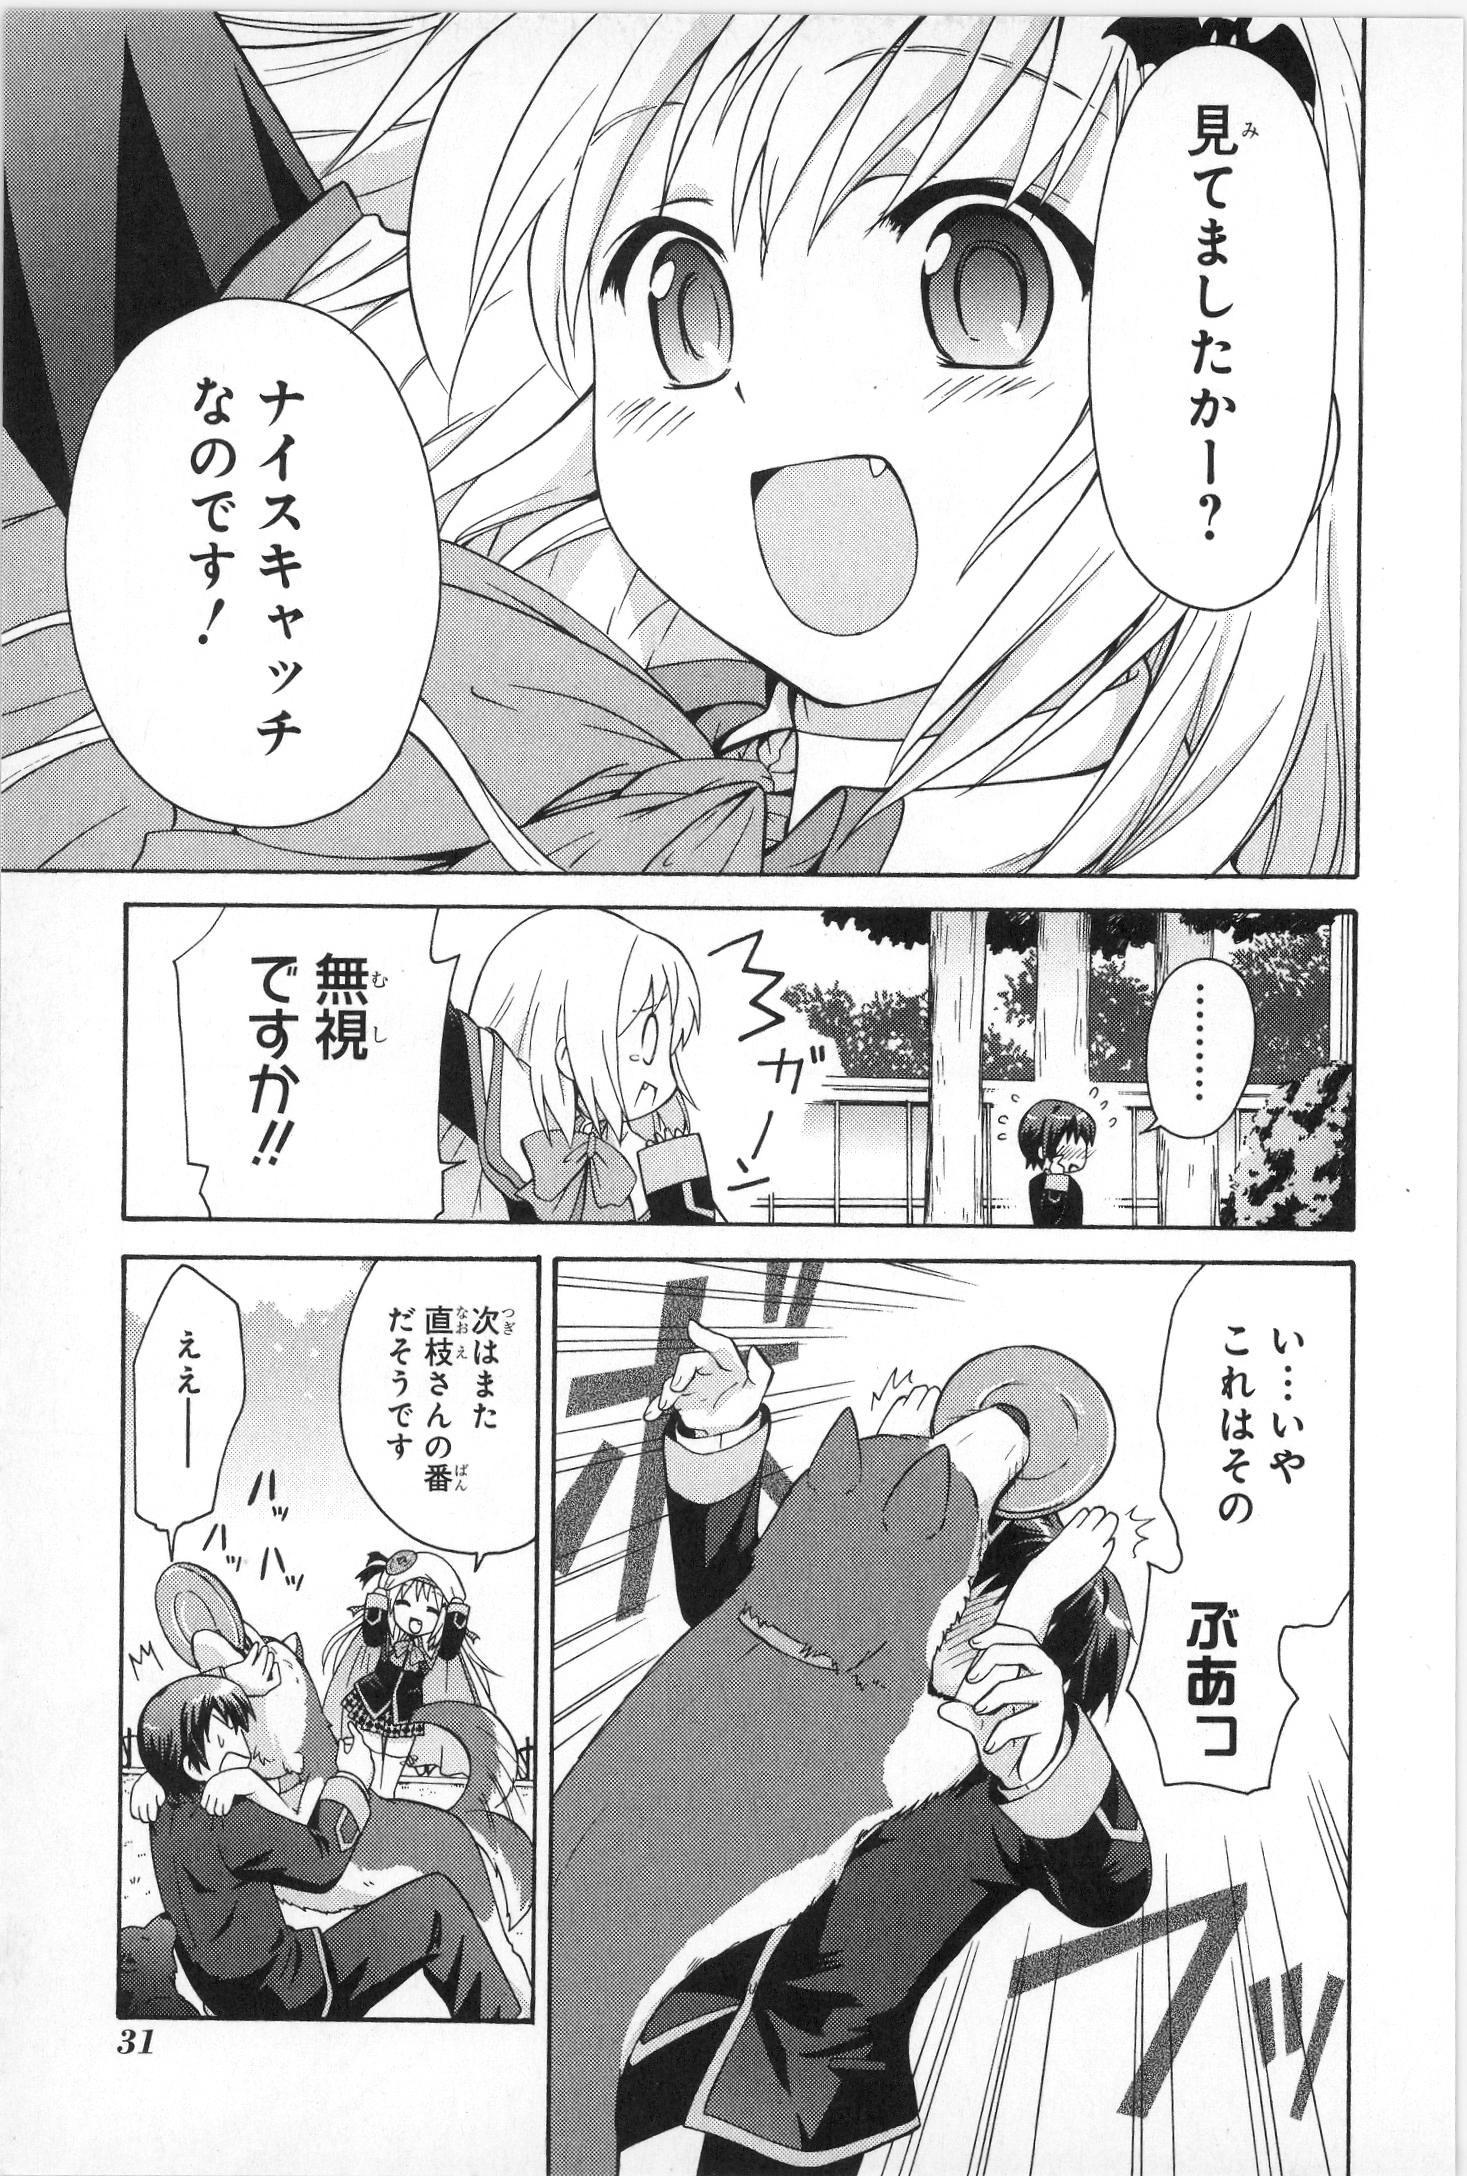 見てましたかー？
ナイスキャッチ
なのです！
………
ガーン
無視
ですか!!
い…いや
これはその
ぶあっ
ボフッ
次はまた
直枝さんの番
だそうです
ハッ
ハッ
ハッ
ええ──
31